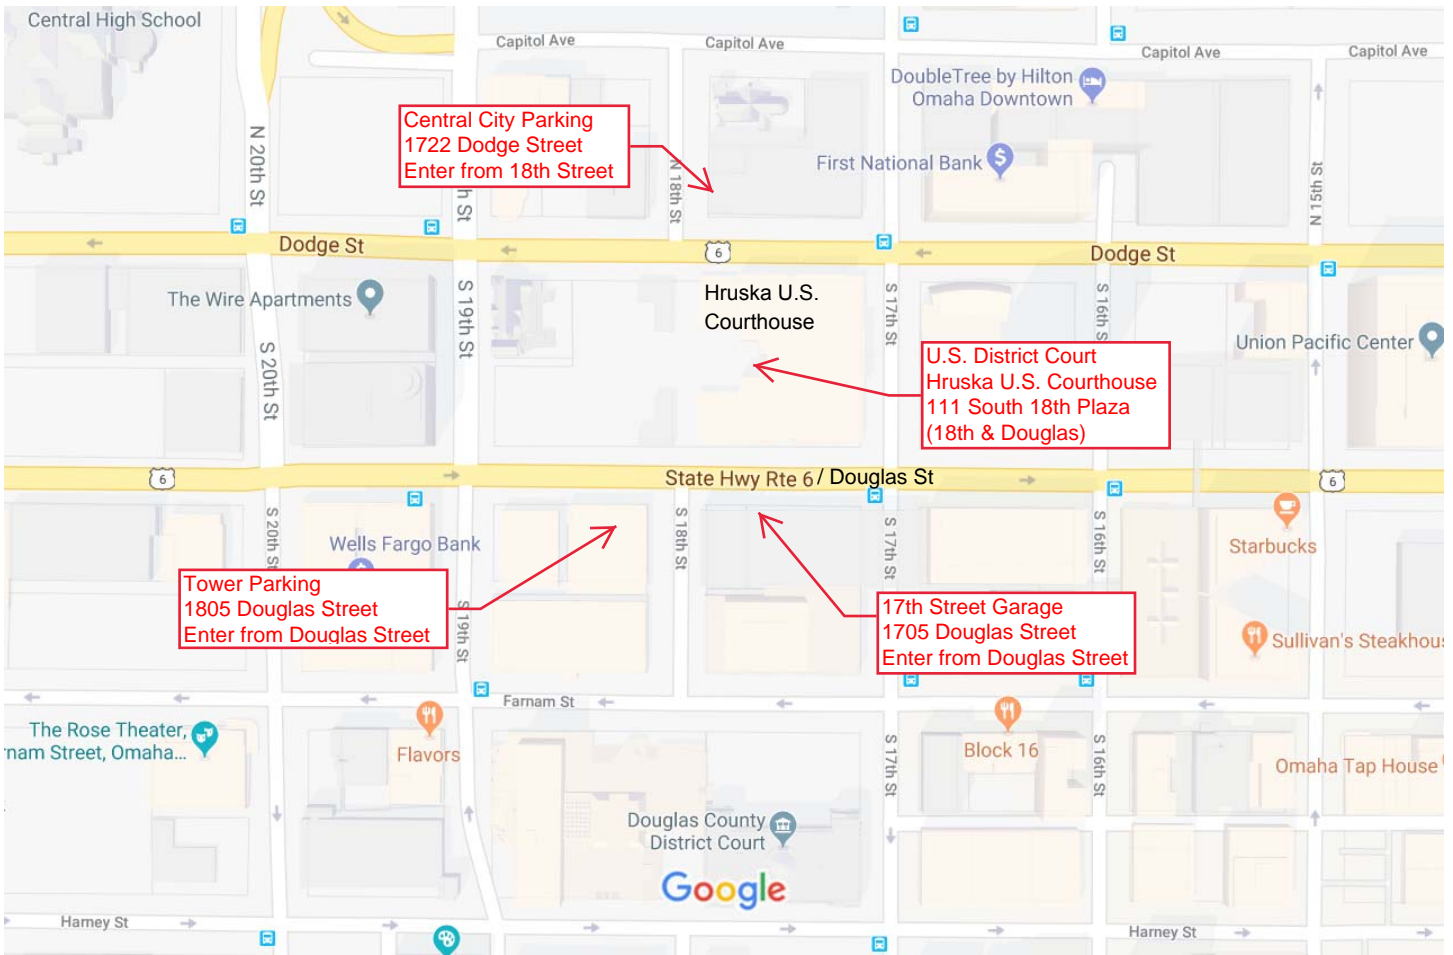 Central High School
Capitol Ave
Capitol Ave
Capitol Ave
Capitol Ave
DoubleTree by Hilton
Omaha Downtown
Central City Parking
1722 Dodge Street
Enter from 18th Street
First National Bank
N 20th St
h St
N 18th St
N 15th St
Dodge St
6
Dodge St
The Wire Apartments
Hruska U.S.
Courthouse
S 19th St
S 17th St
S 16th St
Union Pacific Center
S 20th St
U.S. District Court
Hruska U.S. Courthouse
111 South 18th Plaza
(18th & Douglas)
6
State Hwy Rte 6 / Douglas St
6
S 20th St
Wells Fargo Bank
S 18th St
S 17th St
S 16th St
Starbucks
Tower Parking
1805 Douglas Street
Enter from Douglas Street
S 19th St
17th Street Garage
1705 Douglas Street
Enter from Douglas Street
Sullivan's Steakhous
Farnam St
The Rose Theater,
rnam Street, Omaha...
Flavors
S 17th St
Block 16
S 16th St
Omaha Tap House
Douglas County
District Court
Google
Harney St
Harney St